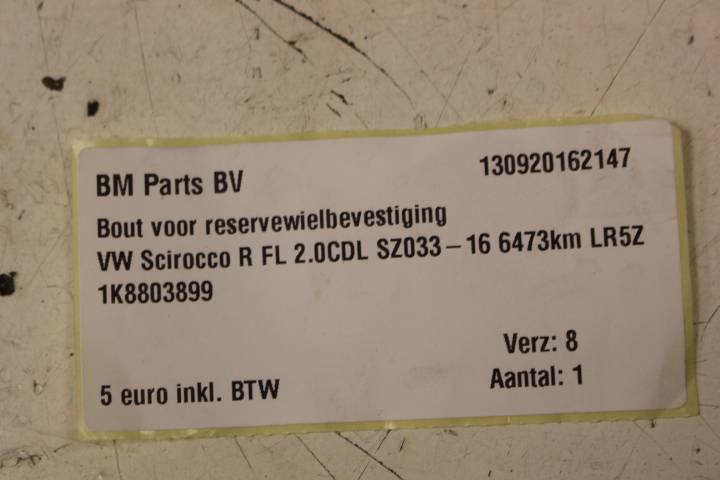 BM Parts BV
130920162147
Bout voor reservewielbevestiging
VW Scirocco R FL 2.0CDL SZ033-16 6473km LR5Z
1K8803899
Verz: 8
5 euro inkl. BTW
Aantal: 1